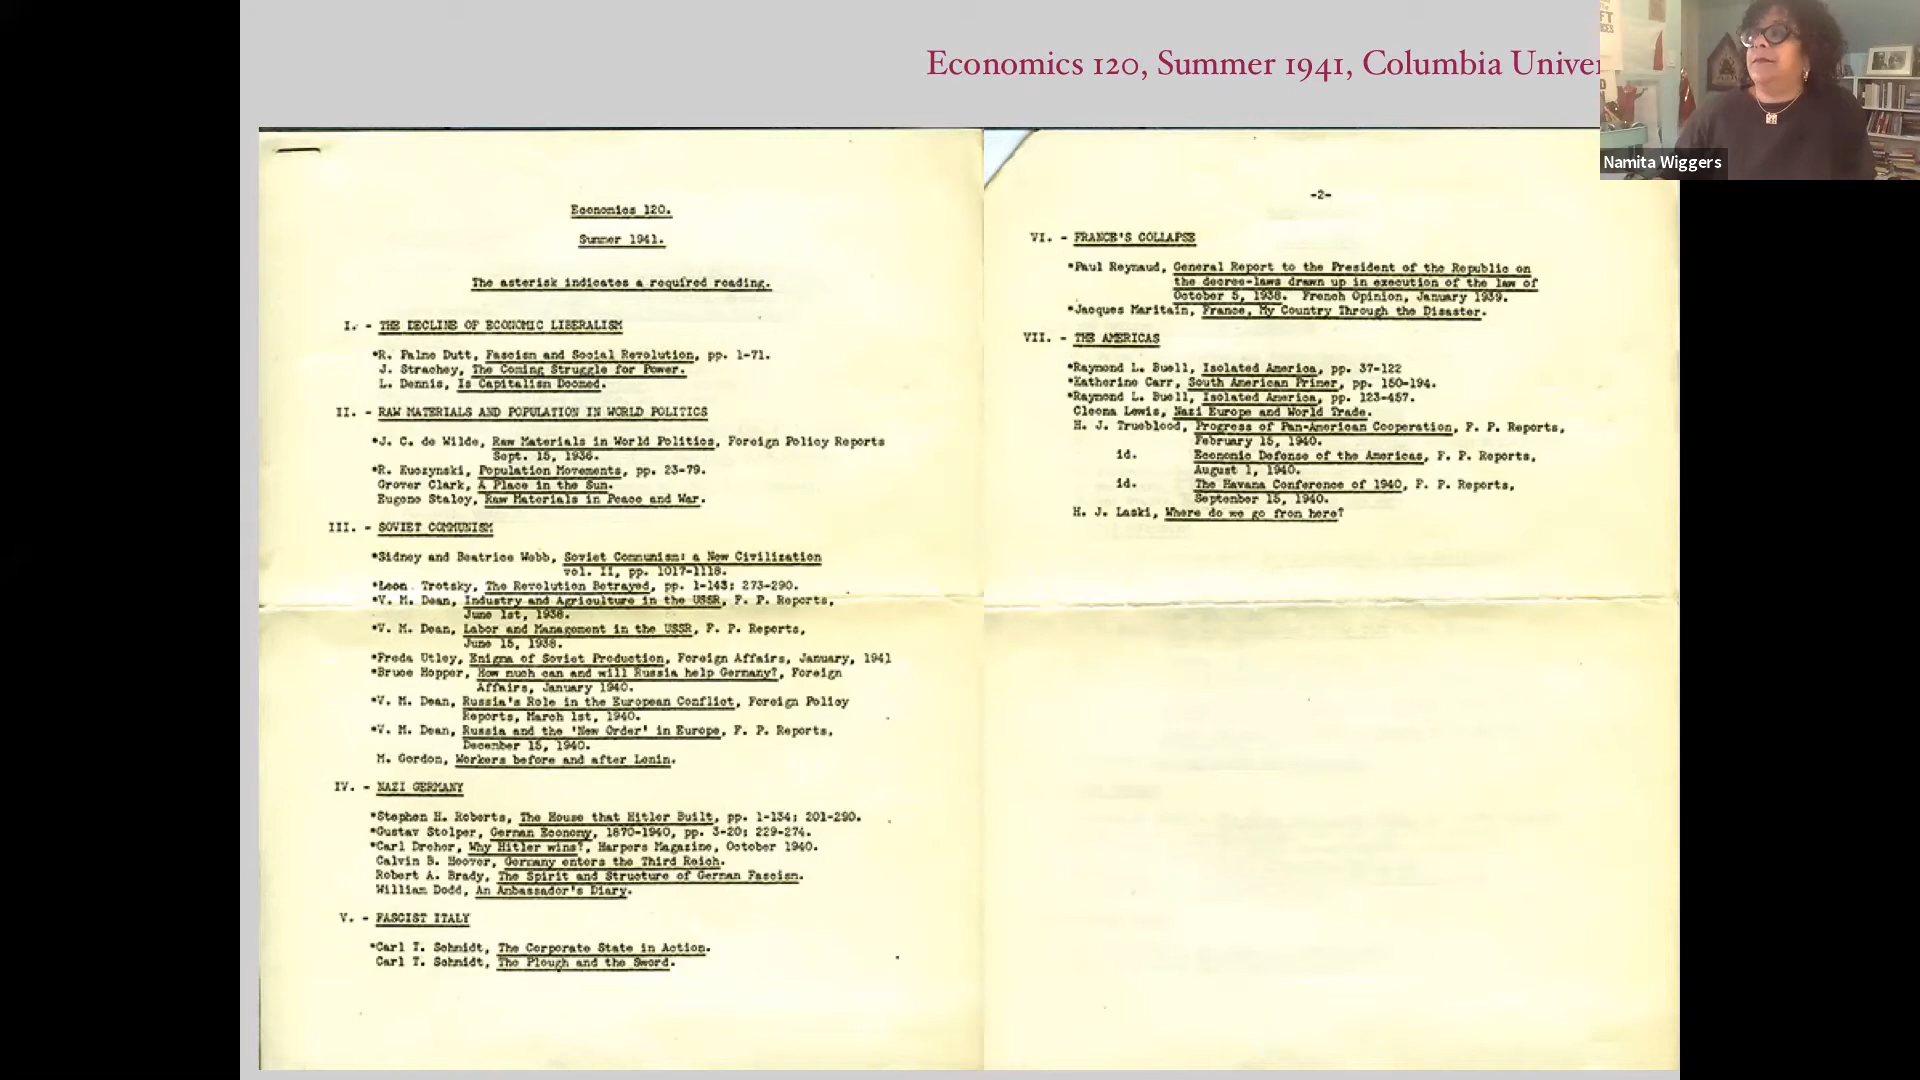 Economics 120, Summer 1941, Columbia Univer
Namita Wiggers
Economics 120.
Summer 1941.
The asterisk indicates a required reading.
I. - THE DECLINE OF ECONOMIC LIBERALISM
*R. Palme Dutt, Fascism and Social Revolution, pp. 1-71.
J. Strachey, The Coming Struggle for Power.
L. Dennis, Is Capitalism Doomed.
II. - RAW MATERIALS AND POPULATION IN WORLD POLITICS
*J. C. de Wilde, Raw Materials in World Politics, Foreign Policy Reports
Sept. 15, 1936.
*R. Kuczynski, Population Movements, pp. 23-79.
Grover Clark, A Place in the Sun.
Eugene Staley, Raw Materials in Peace and War.
III. - SOVIET COMMUNISM
*Sidney and Beatrice Webb, Soviet Communism: a New Civilization
vol. II, pp. 1017-1118.
*Leon Trotsky, The Revolution Betrayed, pp. 1-143; 273-290.
*V. M. Dean, Industry and Agriculture in the USSR, F. P. Reports,
June 1st, 1938.
*V. M. Dean, Labor and Management in the USSR, F. P. Reports,
June 15, 1938.
*Freda Utley, Enigma of Soviet Production, Foreign Affairs, January, 1941
*Bruce Hopper, How much can and will Russia help Germany?, Foreign
Affairs, January 1940.
*V. M. Dean, Russia's Role in the European Conflict, Foreign Policy
Reports, March 1st, 1940.
*V. M. Dean, Russia and the 'New Order' in Europe, F. P. Reports,
December 15, 1940.
M. Gordon, Workers before and after Lenin.
IV. - NAZI GERMANY
*Stephen H. Roberts, The House that Hitler Built, pp. 1-134; 201-290.
*Gustav Stolper, German Economy, 1870-1940, pp. 3-20; 229-274.
*Carl Dreher, Why Hitler wins?, Harpers Magazine, October 1940.
Calvin B. Hoover, Germany enters the Third Reich.
Robert A. Brady, The Spirit and Structure of German Fascism.
William Dodd, An Ambassador's Diary.
V. - FASCIST ITALY
*Carl T. Schmidt, The Corporate State in Action.
Carl T. Schmidt, The Plough and the Sword.
-2-
VI. - FRANCE'S COLLAPSE
*Paul Reynaud, General Report to the President of the Republic on
the decree-laws drawn up in execution of the law of
October 5, 1938. French Opinion, January 1939.
*Jacques Maritain, France, My Country Through the Disaster.
VII. - THE AMERICAS
*Raymond L. Buell, Isolated America, pp. 37-122
*Katherine Carr, South American Primer, pp. 150-194.
*Raymond L. Buell, Isolated America, pp. 123-457.
Cleona Lewis, Nazi Europe and World Trade.
H. J. Trueblood, Progress of Pan-American Cooperation, F. P. Reports,
February 15, 1940.
id. Economic Defense of the Americas, F. P. Reports,
August 1, 1940.
id. The Havana Conference of 1940, F. P. Reports,
September 15, 1940.
H. J. Laski, Where do we go from here?